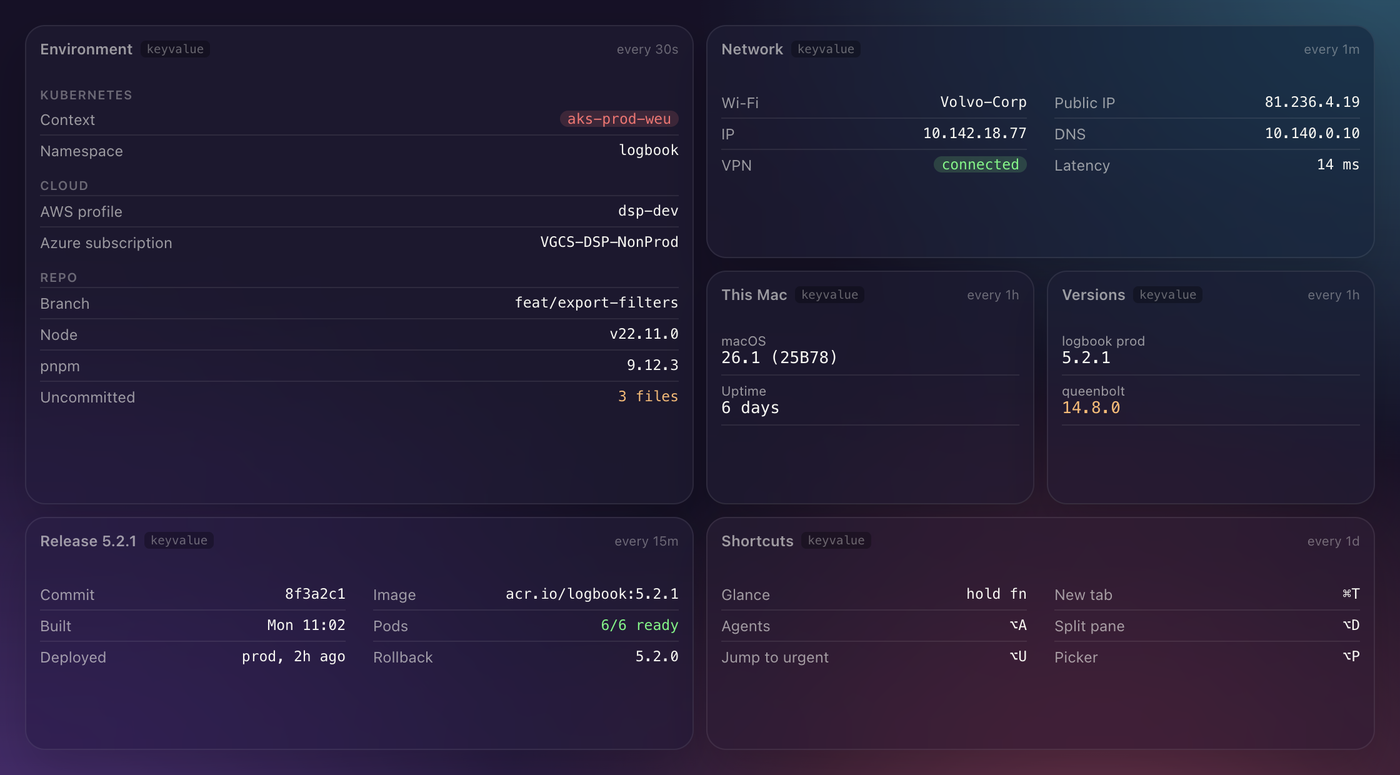 Environment keyvalue every 30s
KUBERNETES
Context aks-prod-weu
Namespace logbook
CLOUD
AWS profile dsp-dev
Azure subscription VGCS-DSP-NonProd
REPO
Branch feat/export-filters
Node v22.11.0
pnpm 9.12.3
Uncommitted 3 files
Network keyvalue every 1m
Wi-Fi Volvo-Corp Public IP 81.236.4.19
IP 10.142.18.77 DNS 10.140.0.10
VPN connected Latency 14 ms
This Mac keyvalue every 1h
macOS
26.1 (25B78)
Uptime
6 days
Versions keyvalue every 1h
logbook prod
5.2.1
queenbolt
14.8.0
Release 5.2.1 keyvalue every 15m
Commit 8f3a2c1 Image acr.io/logbook:5.2.1
Built Mon 11:02 Pods 6/6 ready
Deployed prod, 2h ago Rollback 5.2.0
Shortcuts keyvalue every 1d
Glance hold fn New tab ⌘T
Agents ⌥A Split pane ⌥D
Jump to urgent ⌥U Picker ⌥P